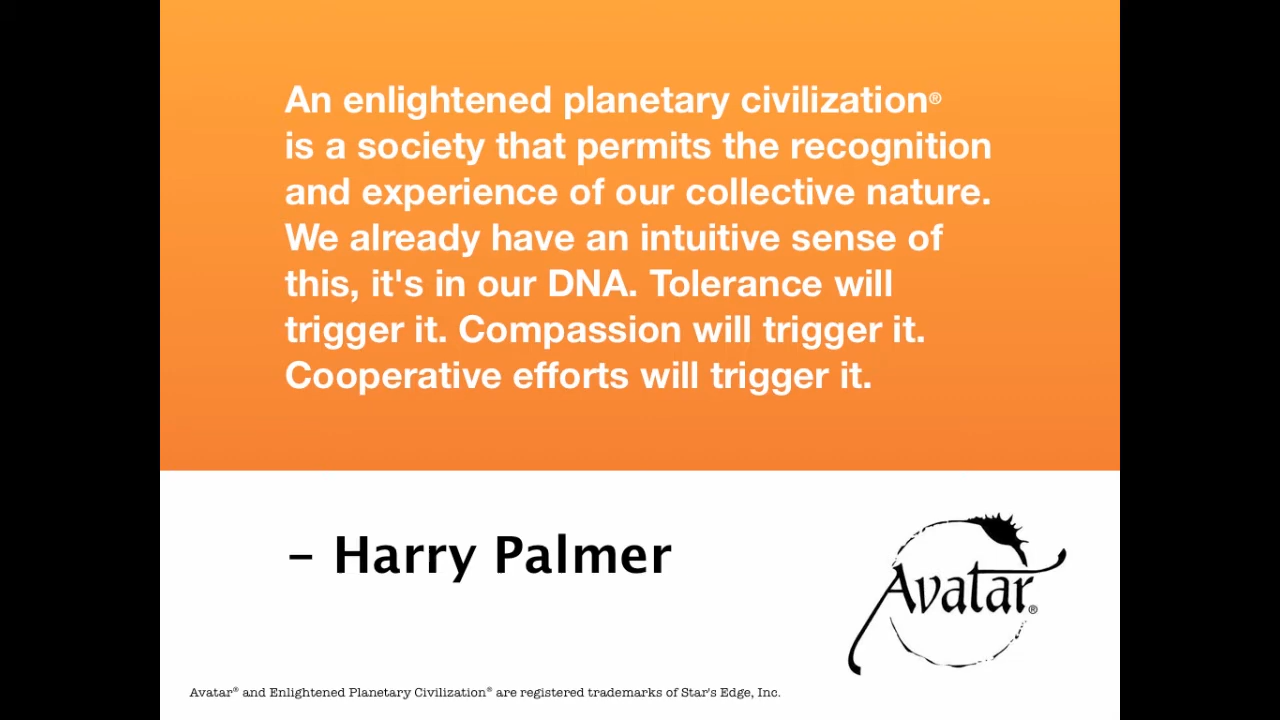 An enlightened planetary civilization®
is a society that permits the recognition
and experience of our collective nature.
We already have an intuitive sense of
this, it's in our DNA. Tolerance will
trigger it. Compassion will trigger it.
Cooperative efforts will trigger it.
– Harry Palmer
Avatar®
Avatar® and Enlightened Planetary Civilization® are registered trademarks of Star's Edge, Inc.